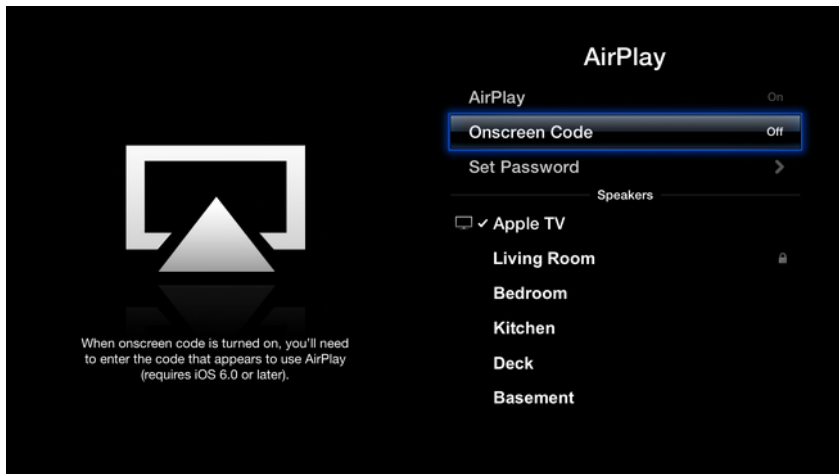 AirPlay
AirPlay On
Onscreen Code Off
Set Password
Speakers
Apple TV
Living Room
Bedroom
Kitchen
Deck
Basement
When onscreen code is turned on, you'll need
to enter the code that appears to use AirPlay
(requires iOS 6.0 or later).